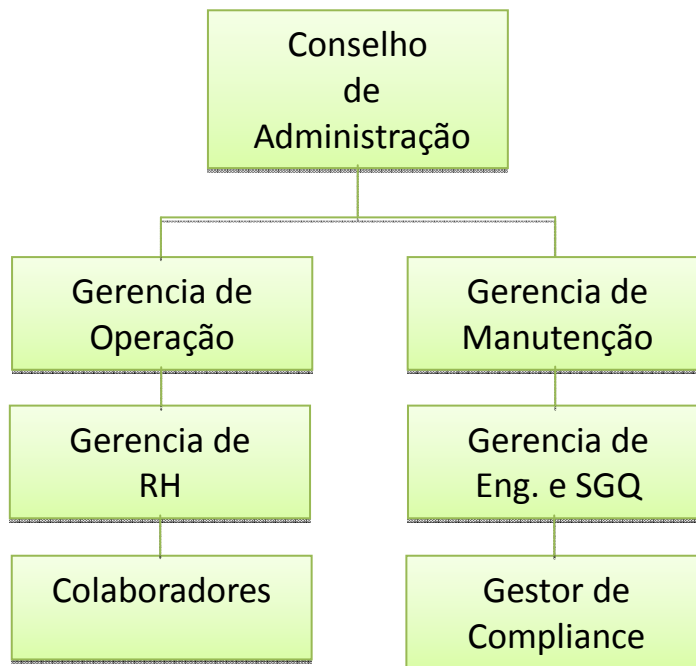 Conselho
de
Administração
Gerencia de
Operação
Gerencia de
Manutenção
Gerencia de
RH
Gerencia de
Eng. e SGQ
Colaboradores
Gestor de
Compliance